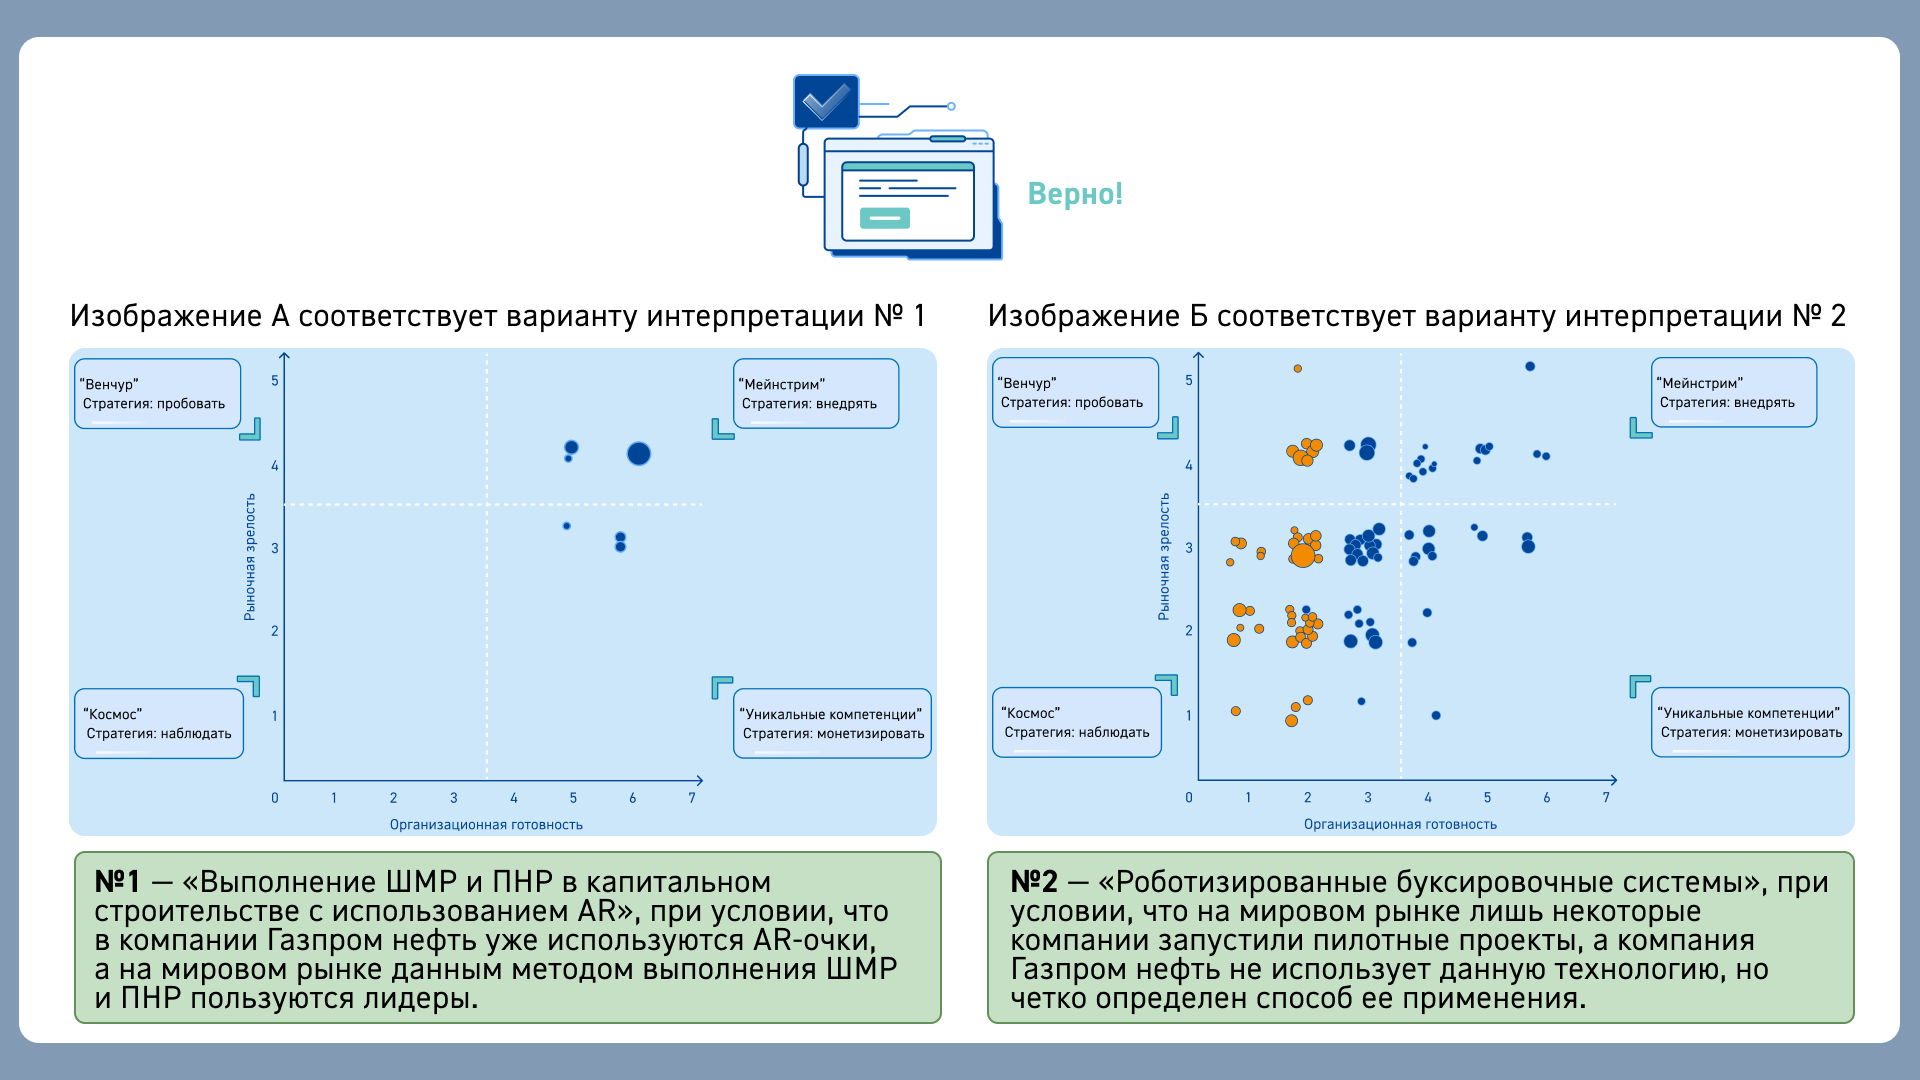 Верно!
Изображение А соответствует варианту интерпретации № 1
“Венчур”
Стратегия: пробовать
“Мейнстрим”
Стратегия: внедрять
5
4
3
2
1
Рыночная зрелость
“Космос”
Стратегия: наблюдать
“Уникальные компетенции”
Стратегия: монетизировать
0 1 2 3 4 5 6 7
Организационная готовность
№1 – «Выполнение ШМР и ПНР в капитальном
строительстве с использованием AR», при условии, что
в компании Газпром нефть уже используются AR-очки,
а на мировом рынке данным методом выполнения ШМР
и ПНР пользуются лидеры.
Изображение Б соответствует варианту интерпретации № 2
“Венчур”
Стратегия: пробовать
“Мейнстрим”
Стратегия: внедрять
5
4
3
2
1
Рыночная зрелость
“Космос”
Стратегия: наблюдать
“Уникальные компетенции”
Стратегия: монетизировать
0 1 2 3 4 5 6 7
Организационная готовность
№2 – «Роботизированные буксировочные системы», при
условии, что на мировом рынке лишь некоторые
компании запустили пилотные проекты, а компания
Газпром нефть не использует данную технологию, но
четко определен способ ее применения.